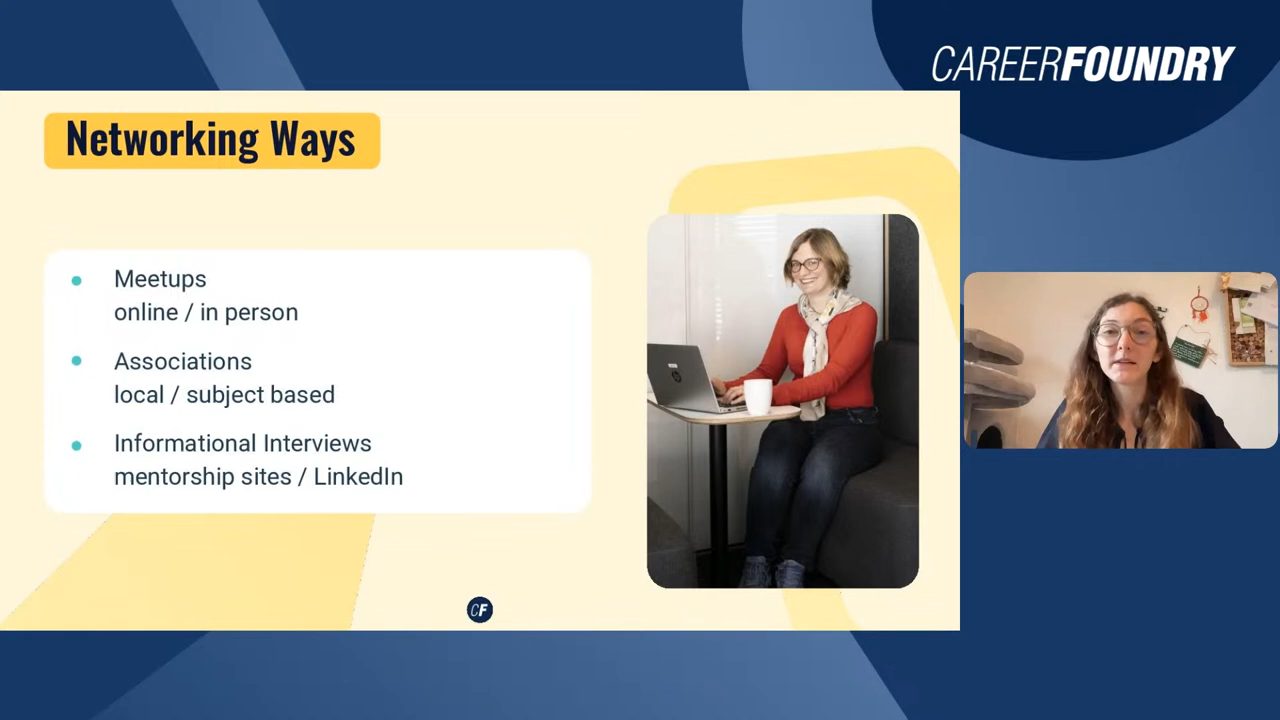 CAREERFOUNDRY
Networking Ways
Meetups
online / in person
Associations
local / subject based
Informational Interviews
mentorship sites / LinkedIn
CF